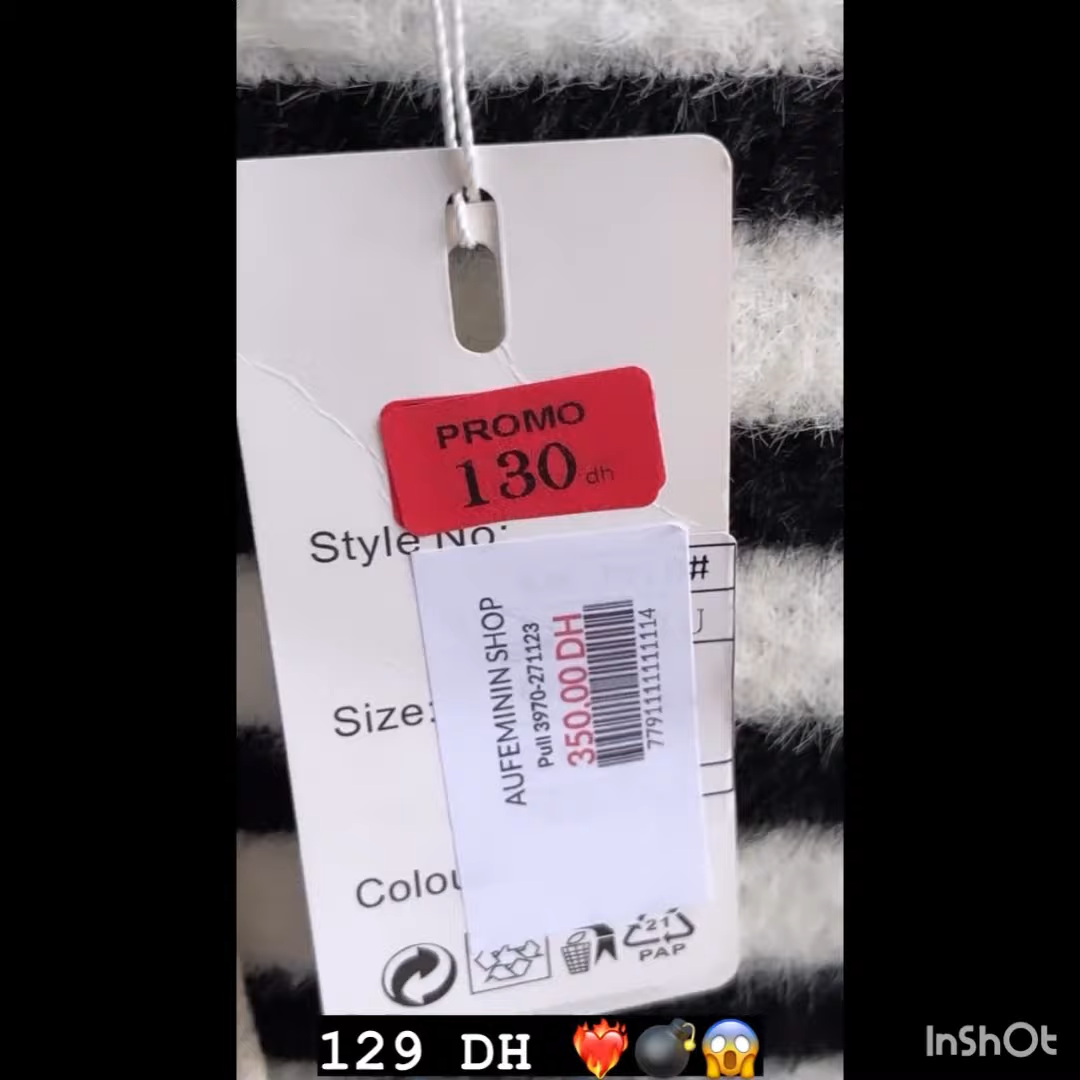 PROMO
130 dh
Style No:
#
U
AUFEMININ SHOP
Pull 3970-271123
350.00 DH
7791111111114
Size:
Colou
21
PAP
129 DH ❤️‍🔥💣😱
InShOt